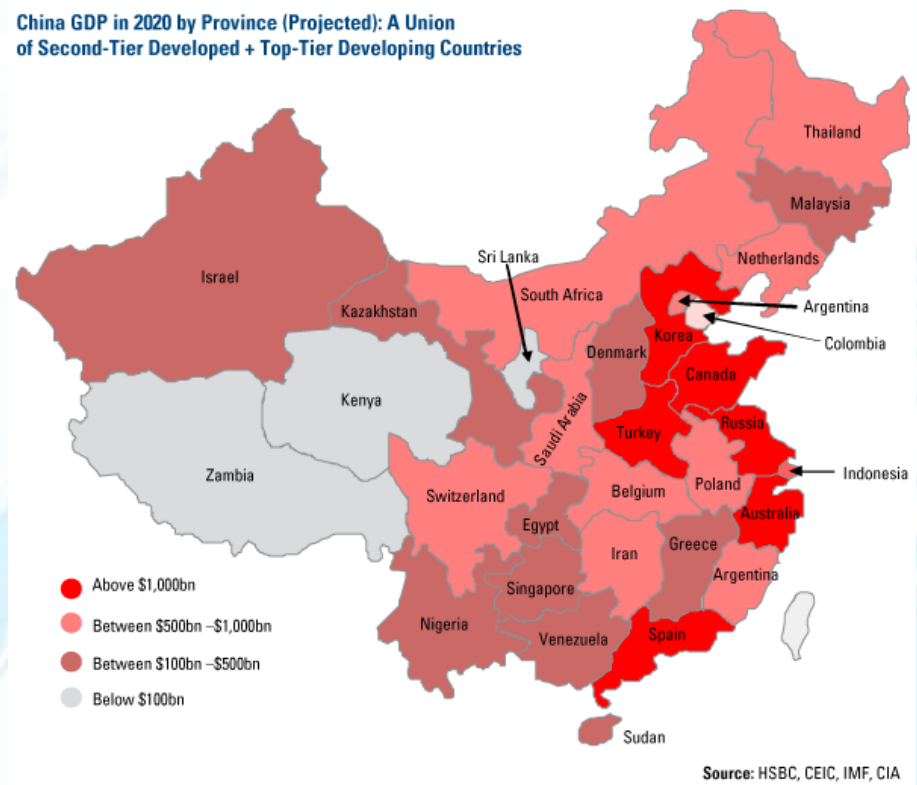 China GDP in 2020 by Province (Projected): A Union
of Second-Tier Developed + Top-Tier Developing Countries
Thailand
Malaysia
Netherlands
Sri Lanka
Israel
South Africa
Kazakhstan
Argentina
Korea
Colombia
Denmark
Canada
Kenya
Saudi Arabia
Russia
Turkey
Zambia
Indonesia
Switzerland
Belgium
Poland
Australia
Egypt
Greece
Iran
Argentina
Singapore
Nigeria
Venezuela
Spain
Sudan
Above $1,000bn
Between $500bn –$1,000bn
Between $100bn –$500bn
Below $100bn
Source: HSBC, CEIC, IMF, CIA